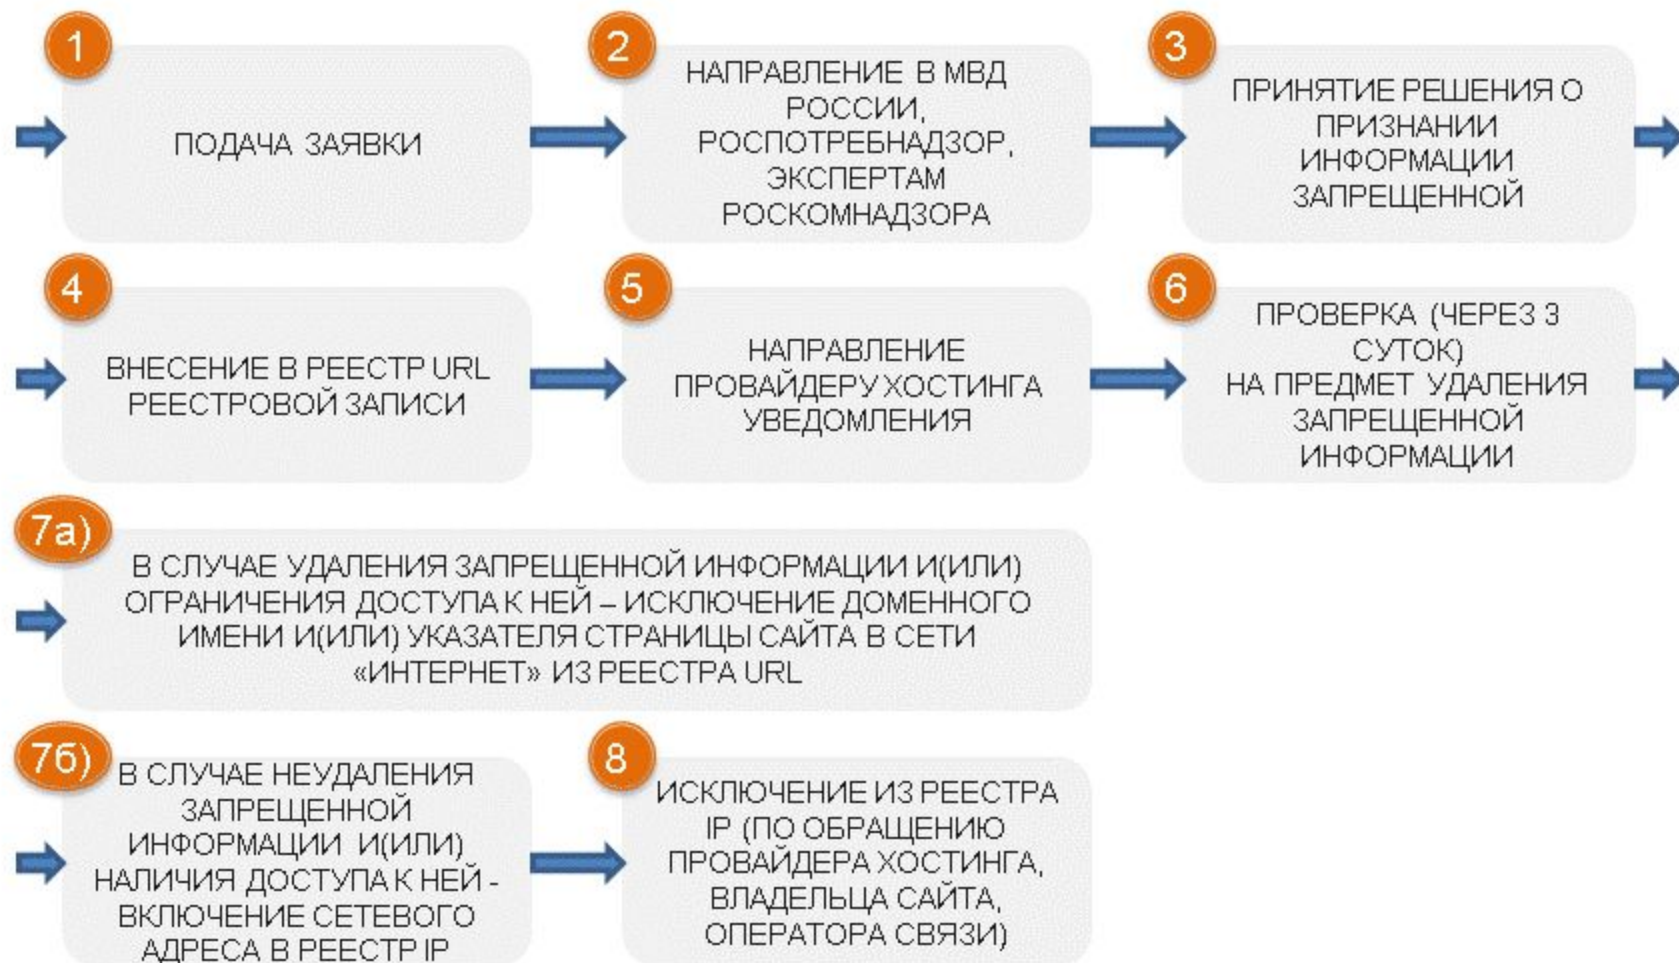 1
ПОДАЧА ЗАЯВКИ
2
НАПРАВЛЕНИЕ В МВД
РОССИИ,
РОСПОТРЕБНАДЗОР,
ЭКСПЕРТАМ
РОСКОМНАДЗОРА
3
ПРИНЯТИЕ РЕШЕНИЯ О
ПРИЗНАНИИ
ИНФОРМАЦИИ
ЗАПРЕЩЕННОЙ
4
ВНЕСЕНИЕ В РЕЕСТР URL
РЕЕСТРОВОЙ ЗАПИСИ
5
НАПРАВЛЕНИЕ
ПРОВАЙДЕРУ ХОСТИНГА
УВЕДОМЛЕНИЯ
6
ПРОВЕРКА (ЧЕРЕЗ 3
СУТОК)
НА ПРЕДМЕТ УДАЛЕНИЯ
ЗАПРЕЩЕННОЙ
ИНФОРМАЦИИ
7а)
В СЛУЧАЕ УДАЛЕНИЯ ЗАПРЕЩЕННОЙ ИНФОРМАЦИИ И(ИЛИ)
ОГРАНИЧЕНИЯ ДОСТУПА К НЕЙ – ИСКЛЮЧЕНИЕ ДОМЕННОГО
ИМЕНИ И(ИЛИ) УКАЗАТЕЛЯ СТРАНИЦЫ САЙТА В СЕТИ
«ИНТЕРНЕТ» ИЗ РЕЕСТРА URL
7б)
В СЛУЧАЕ НЕУДАЛЕНИЯ
ЗАПРЕЩЕННОЙ
ИНФОРМАЦИИ И(ИЛИ)
НАЛИЧИЯ ДОСТУПА К НЕЙ -
ВКЛЮЧЕНИЕ СЕТЕВОГО
АДРЕСА В РЕЕСТР IP
8
ИСКЛЮЧЕНИЕ ИЗ РЕЕСТРА
IP (ПО ОБРАЩЕНИЮ
ПРОВАЙДЕРА ХОСТИНГА,
ВЛАДЕЛЬЦА САЙТА,
ОПЕРАТОРА СВЯЗИ)